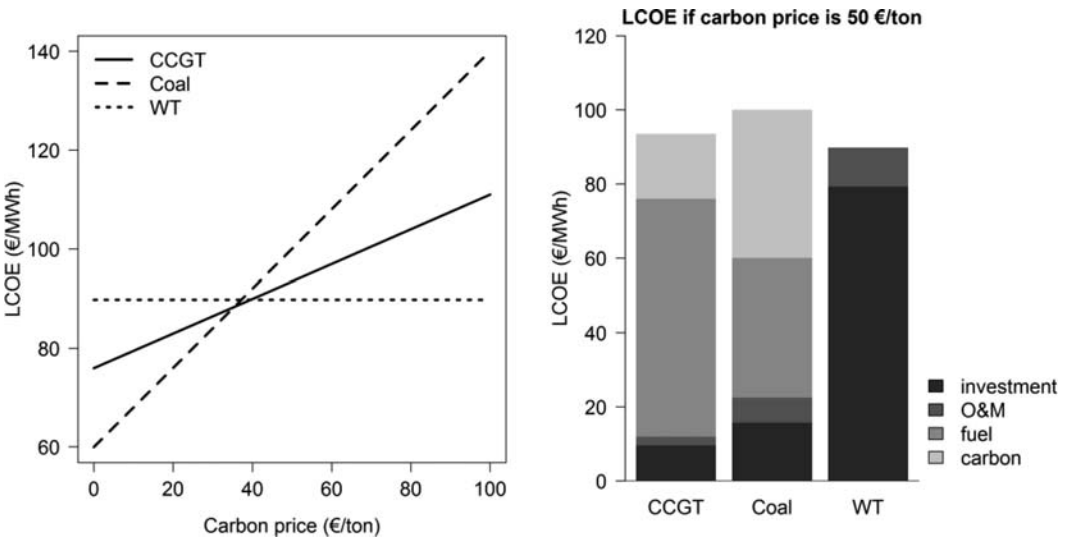 LCOE (€/MWh)
140
120
100
80
60
CCGT
Coal
WT
0 20 40 60 80 100
Carbon price (€/ton)
LCOE if carbon price is 50 €/ton
LCOE (€/MWh)
120
100
80
60
40
20
0
CCGT Coal WT
investment
O&M
fuel
carbon